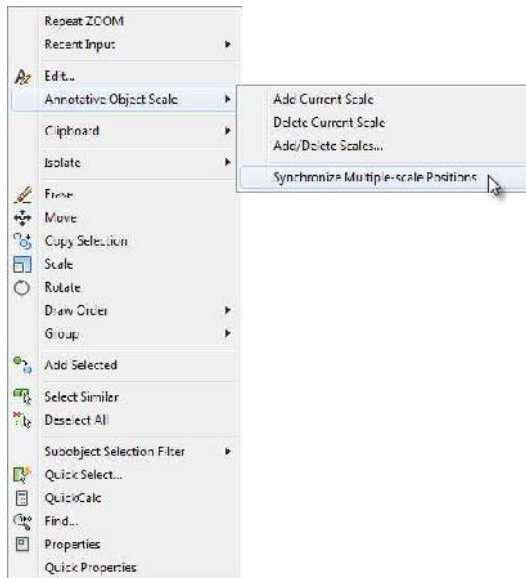 Repeat ZOOM
Recent Input
Edit...
Annotative Object Scale
Clipboard
Isolate
Erase
Move
Copy Selection
Scale
Rotate
Draw Order
Group
Add Selected
Select Similar
Deselect All
Subobject Selection Filter
Quick Select...
QuickCalc
Find...
Properties
Quick Properties
Add Current Scale
Delete Current Scale
Add/Delete Scales...
Synchronize Multiple-scale Positions